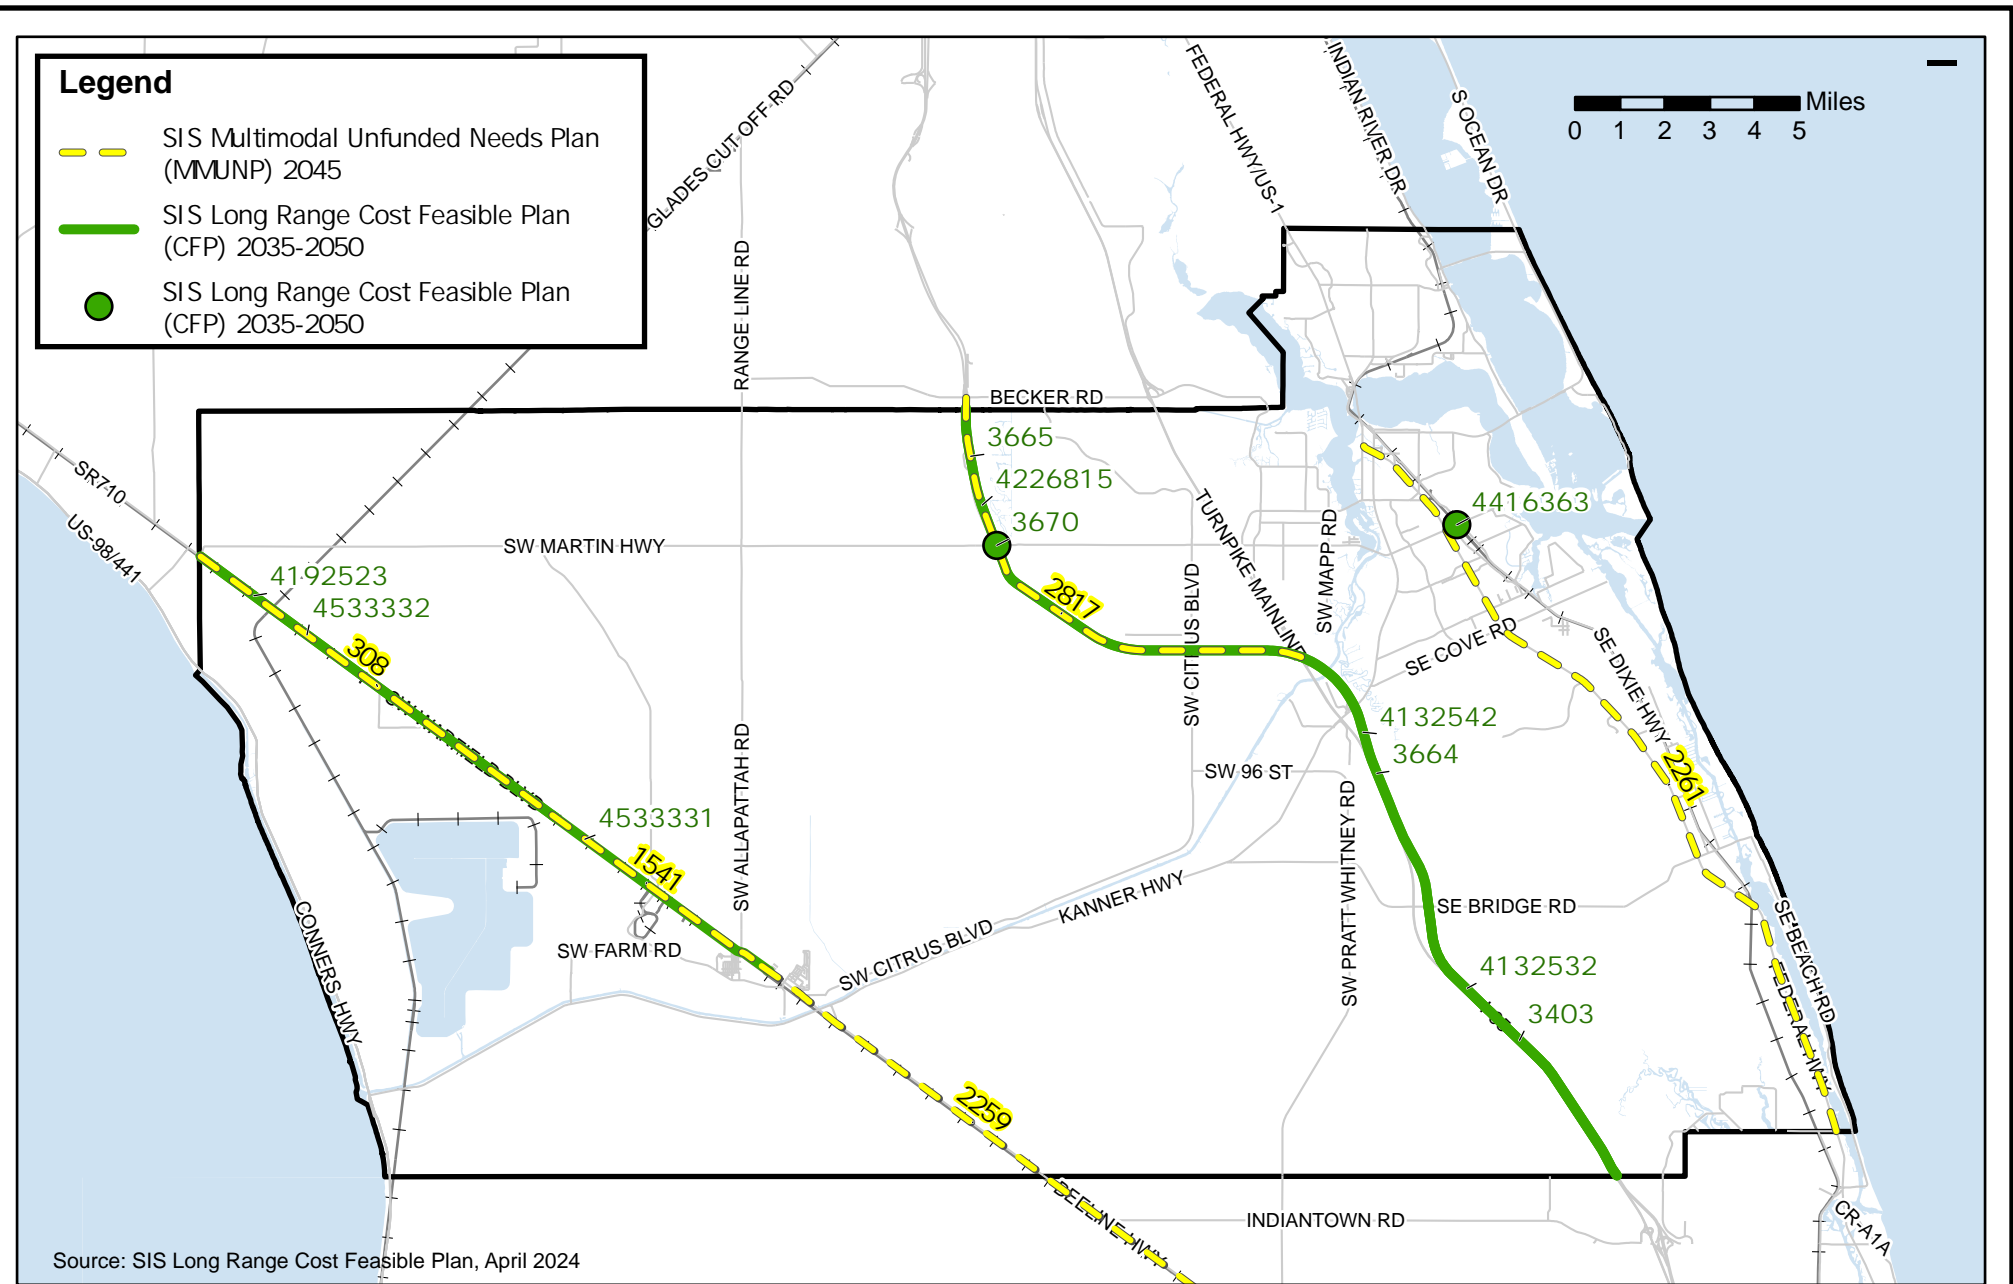 Legend
SIS Multimodal Unfunded Needs Plan
(MMUNP) 2045
SIS Long Range Cost Feasible Plan
(CFP) 2035-2050
SIS Long Range Cost Feasible Plan
(CFP) 2035-2050
Miles
0 1 2 3 4 5
GLADES CUT-OFF RD
RANGE LINE RD
FEDERAL HWY/US-1
INDIAN RIVER DR
S OCEAN DR
BECKER RD
3665
4226815
3670
SR710
US-98/441
SW MARTIN HWY
4192523
4533332
308
2817
SW CITRUS BLVD
TURNPIKE MAINLINE
SW MAPP RD
4416363
SE COVE RD
SE DIXIE HWY
4132542
3664
SW 96 ST
2261
4533331
1541
SW ALLAPATTAH RD
SW PRATT WHITNEY RD
CONNERS HWY
SW FARM RD
SW CITRUS BLVD
KANNER HWY
SE BRIDGE RD
SE BEACH RD
FEDERAL HWY
4132532
3403
2259
BEELINE HWY
INDIANTOWN RD
CR-A1A
Source: SIS Long Range Cost Feasible Plan, April 2024